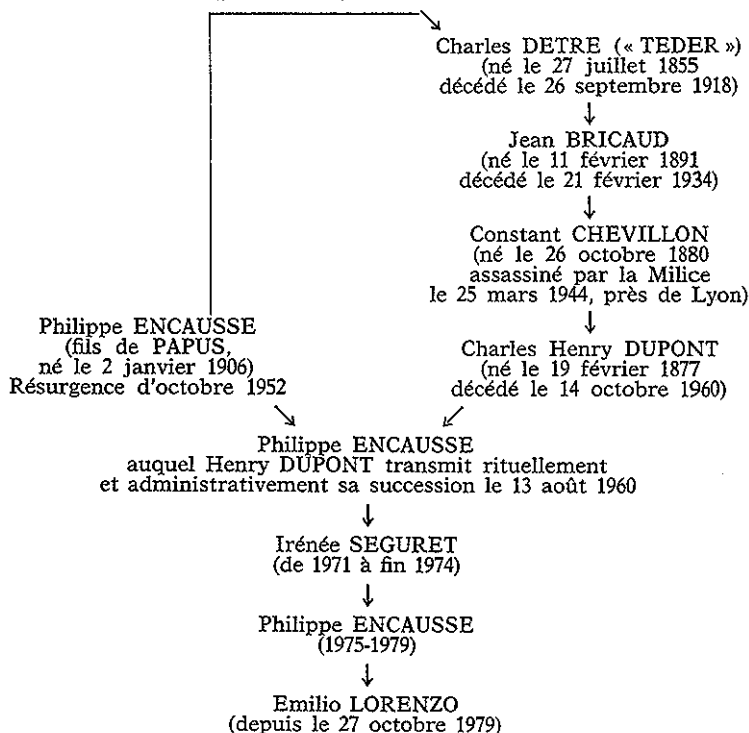 Charles DETRE (« TEDER »)
(né le 27 juillet 1855
décédé le 26 septembre 1918)
Jean BRICAUD
(né le 11 février 1891
décédé le 21 février 1934)
Constant CHEVILLON
(né le 26 octobre 1880
assassiné par la Milice
le 25 mars 1944, près de Lyon)
Philippe ENCAUSSE
(fils de PAPUS,
né le 2 janvier 1906)
Résurgence d'octobre 1952
Charles Henry DUPONT
(né le 19 février 1877
décédé le 14 octobre 1960)
Philippe ENCAUSSE
auquel Henry DUPONT transmit rituellement
et administrativement sa succession le 13 août 1960
Irénée SEGURET
(de 1971 à fin 1974)
Philippe ENCAUSSE
(1975-1979)
Emilio LORENZO
(depuis le 27 octobre 1979)